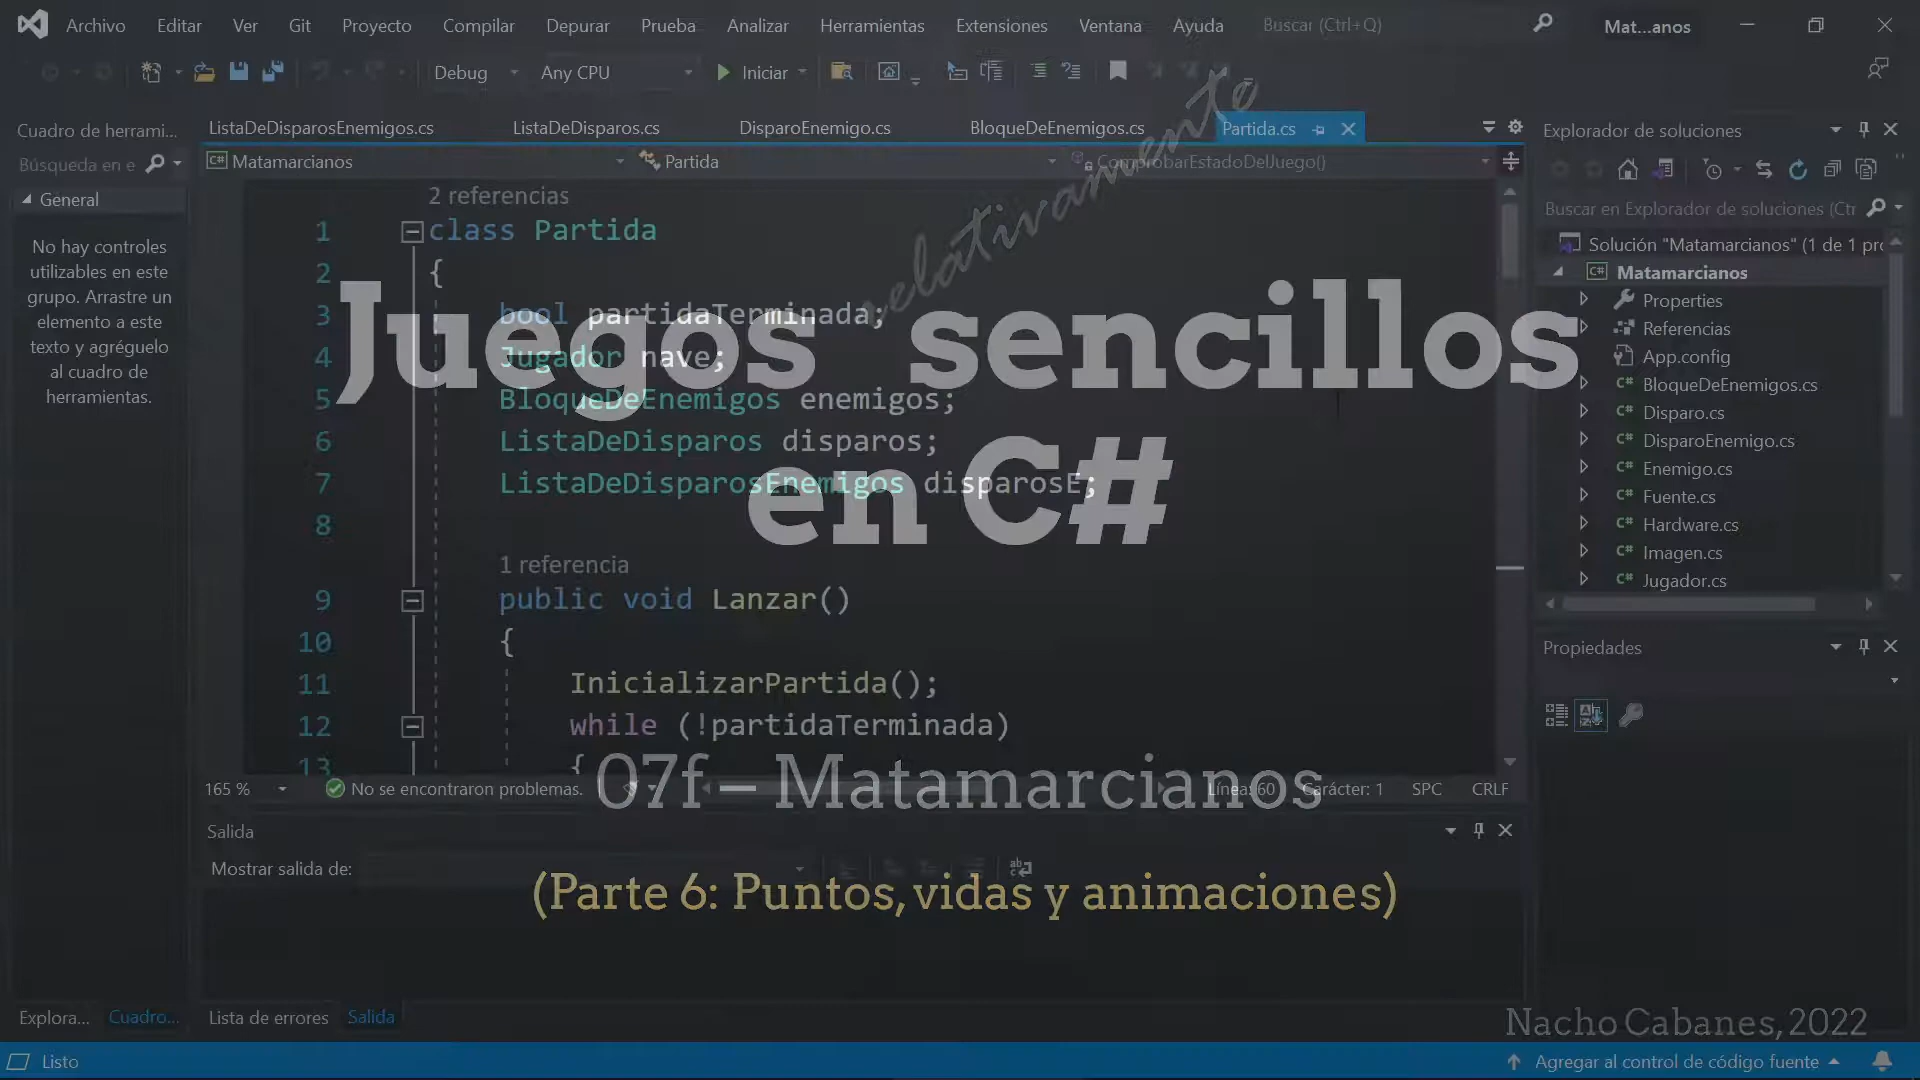 Archivo Editar Ver Git Proyecto Compilar Depurar Prueba Analizar Herramientas Extensiones Ventana Ayuda Buscar (Ctrl+Q) Mat...anos
Debug Any CPU Iniciar
Cuadro de herrami...
Búsqueda en e
General
No hay controles
utilizables en este
grupo. Arrastre un
elemento a este
texto y agréguelo
al cuadro de
herramientas.
ListaDeDisparosEnemigos.cs ListaDeDisparos.cs DisparoEnemigo.cs BloqueDeEnemigos.cs Partida.cs
Matamarcianos Partida ComprobarEstadoDelJuego()
2 referencias
1 class Partida
2 {
3 bool partidaTerminada;
4 Jugador nave;
5 BloqueDeEnemigos enemigos;
6 ListaDeDisparos disparos;
7 ListaDeDisparosEnemigos disparosE;
8
1 referencia
9 public void Lanzar()
10 {
11 InicializarPartida();
12 while (!partidaTerminada)
13 {
relativamente
Juegos sencillos
en C#
07f – Matamarcianos
(Parte 6: Puntos, vidas y animaciones)
Nacho Cabanes, 2022
165 % No se encontraron problemas. Línea: 60 Carácter: 1 SPC CRLF
Salida
Mostrar salida de:
Explora... Cuadro... Lista de errores Salida
Explorador de soluciones
Buscar en Explorador de soluciones (Ctr
Solución "Matamarcianos" (1 de 1 pro
Matamarcianos
Properties
Referencias
App.config
C# BloqueDeEnemigos.cs
C# Disparo.cs
C# DisparoEnemigo.cs
C# Enemigo.cs
C# Fuente.cs
C# Hardware.cs
C# Imagen.cs
C# Jugador.cs
Propiedades
Listo Agregar al control de código fuente